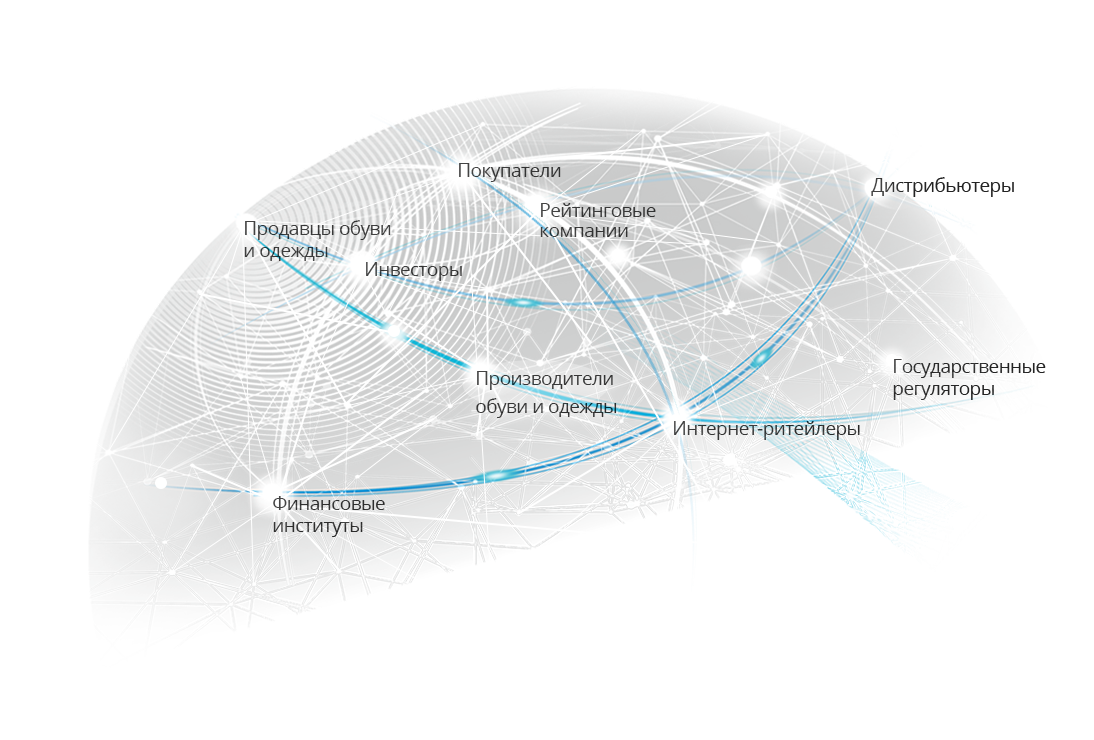 Покупатели
Дистрибьютеры
Рейтинговые
компании
Продавцы обуви
и одежды
Инвесторы
Государственные
регуляторы
Производители
обуви и одежды
Интернет-ритейлеры
Финансовые
институты